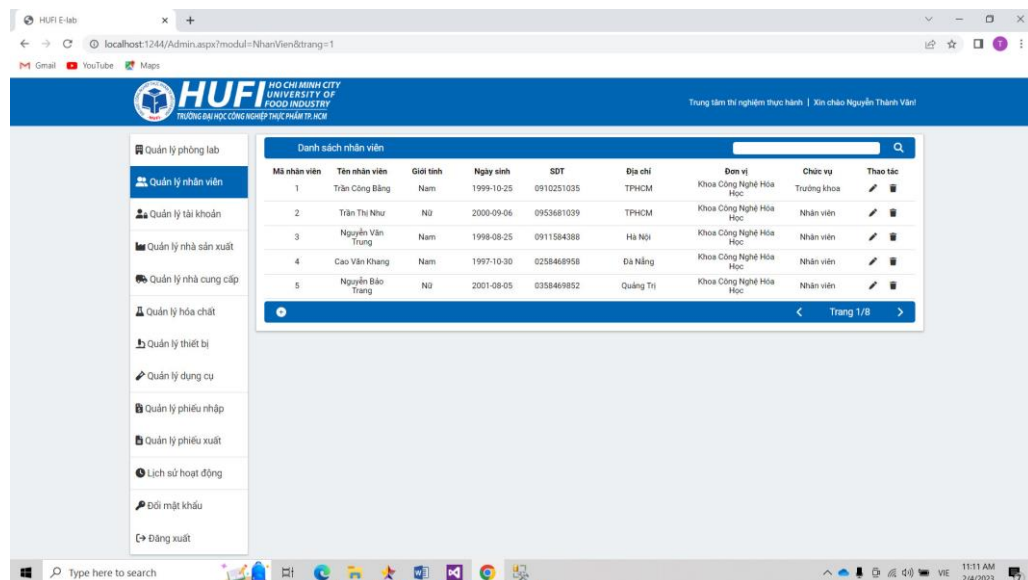 HUFI E-lab
localhost:1244/Admin.aspx?modul=NhanVien&trang=1
Gmail YouTube Maps
HUFI
HO CHI MINH CITY
UNIVERSITY OF
FOOD INDUSTRY
TRƯỜNG ĐẠI HỌC CÔNG NGHIỆP THỰC PHẨM TP. HCM
Trung tâm thí nghiệm thực hành | Xin chào Nguyễn Thành Văn!
Quản lý phòng lab
Quản lý nhân viên
Quản lý tài khoản
Quản lý nhà sản xuất
Quản lý nhà cung cấp
Quản lý hóa chất
Quản lý thiết bị
Quản lý dụng cụ
Quản lý phiếu nhập
Quản lý phiếu xuất
Lịch sử hoạt động
Đổi mật khẩu
Đăng xuất
Danh sách nhân viên
Mã nhân viên Tên nhân viên Giới tính Ngày sinh SDT Địa chỉ Đơn vị Chức vụ Thao tác
1 Trần Công Bằng Nam 1999-10-25 0910251035 TPHCM Khoa Công Nghệ Hóa Học Trưởng khoa
2 Trần Thị Như Nữ 2000-09-06 0953681039 TPHCM Khoa Công Nghệ Hóa Học Nhân viên
3 Nguyễn Văn Trung Nam 1998-08-25 0911584388 Hà Nội Khoa Công Nghệ Hóa Học Nhân viên
4 Cao Văn Khang Nam 1997-10-30 0258468958 Đà Nẵng Khoa Công Nghệ Hóa Học Nhân viên
5 Nguyễn Bảo Trang Nữ 2001-08-05 0358469852 Quảng Trị Khoa Công Nghệ Hóa Học Nhân viên
Trang 1/8
Type here to search
VIE
11:11 AM
2/4/2023